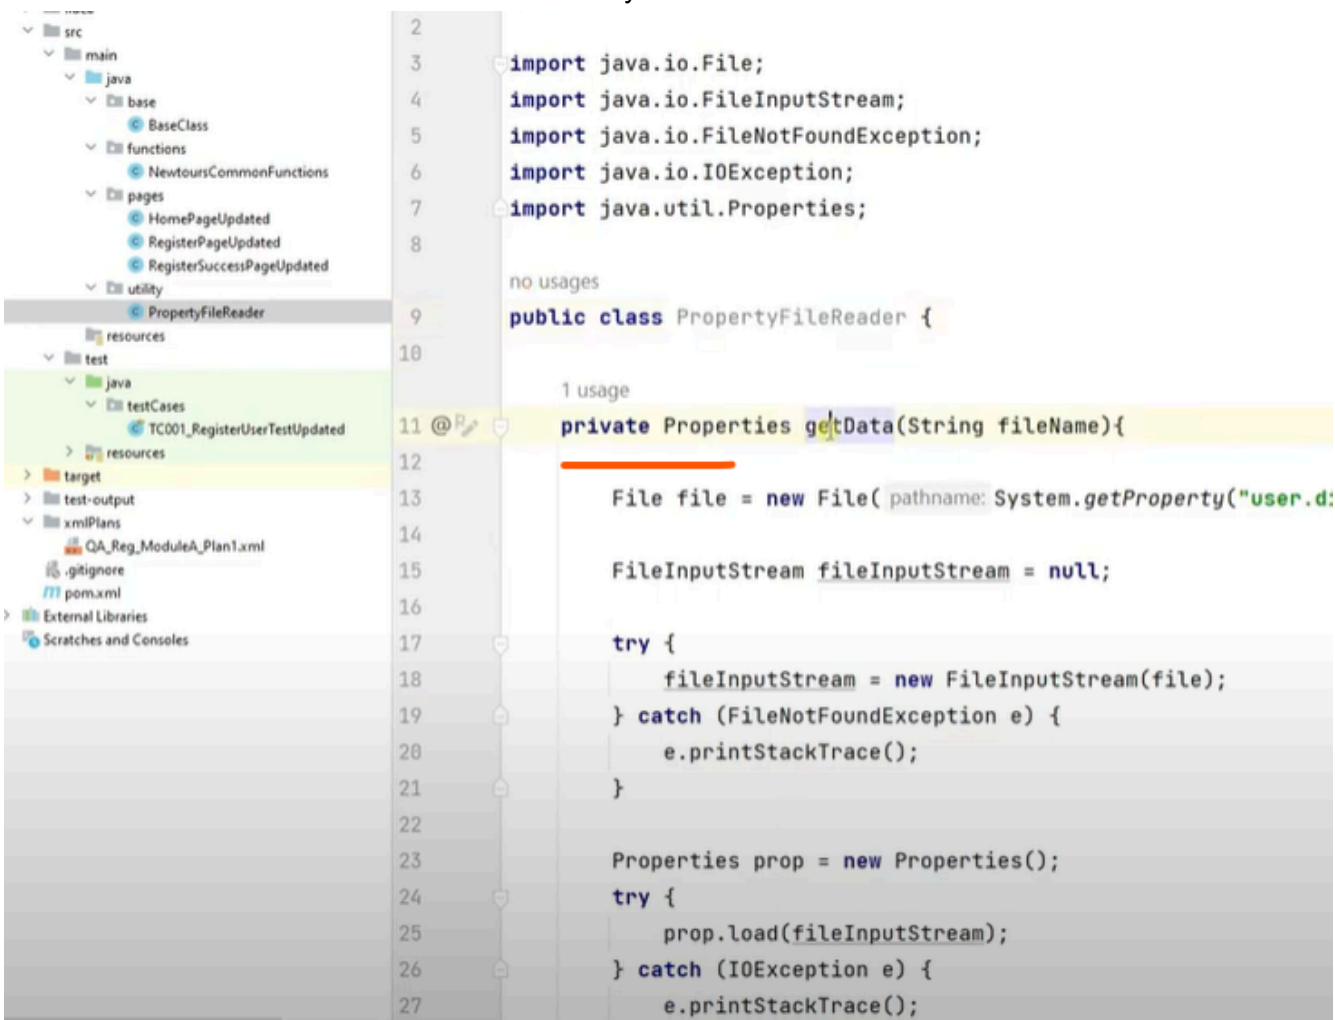 src
main
java
base
BaseClass
functions
NewtoursCommonFunctions
pages
HomePageUpdated
RegisterPageUpdated
RegisterSuccessPageUpdated
utility
PropertyFileReader
resources
test
java
testCases
TC001_RegisterUserTestUpdated
resources
target
test-output
xmlPlans
QA_Reg_ModuleA_Plan1.xml
.gitignore
pom.xml
External Libraries
Scratches and Consoles
2
3 import java.io.File;
4 import java.io.FileInputStream;
5 import java.io.FileNotFoundException;
6 import java.io.IOException;
7 import java.util.Properties;
8
no usages
9 public class PropertyFileReader {
10
1 usage
11 @ private Properties getData(String fileName){
12
13 File file = new File( pathname: System.getProperty("user.di
14
15 FileInputStream fileInputStream = null;
16
17 try {
18 fileInputStream = new FileInputStream(file);
19 } catch (FileNotFoundException e) {
20 e.printStackTrace();
21 }
22
23 Properties prop = new Properties();
24 try {
25 prop.load(fileInputStream);
26 } catch (IOException e) {
27 e.printStackTrace();